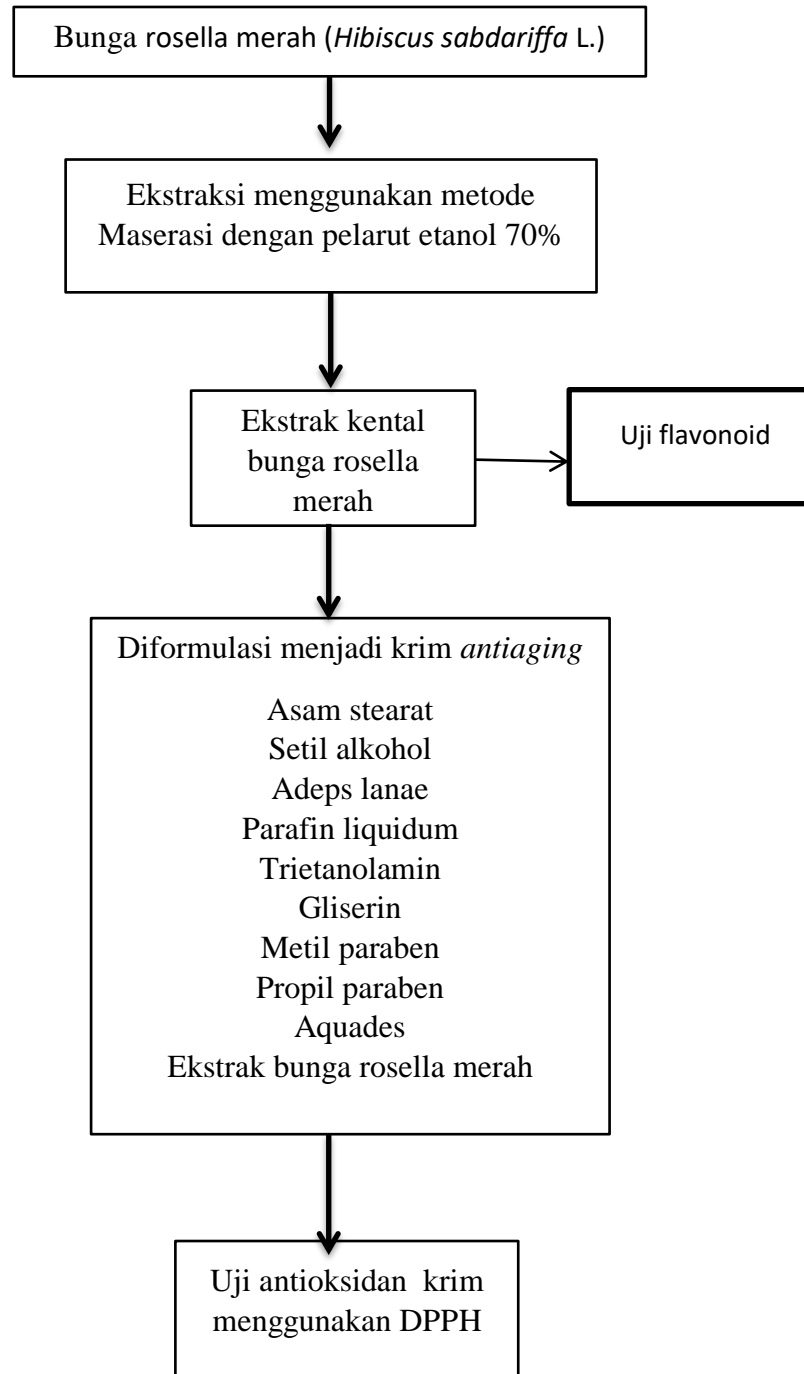 Bunga rosella merah (Hibiscus sabdariffa L.)
Ekstraksi menggunakan metode
Maserasi dengan pelarut etanol 70%
Ekstrak kental
bunga rosella
merah
Uji flavonoid
Diformulasi menjadi krim antiaging
Asam stearat
Setil alkohol
Adeps lanae
Parafin liquidum
Trietanolamin
Gliserin
Metil paraben
Propil paraben
Aquades
Ekstrak bunga rosella merah
Uji antioksidan krim
menggunakan DPPH